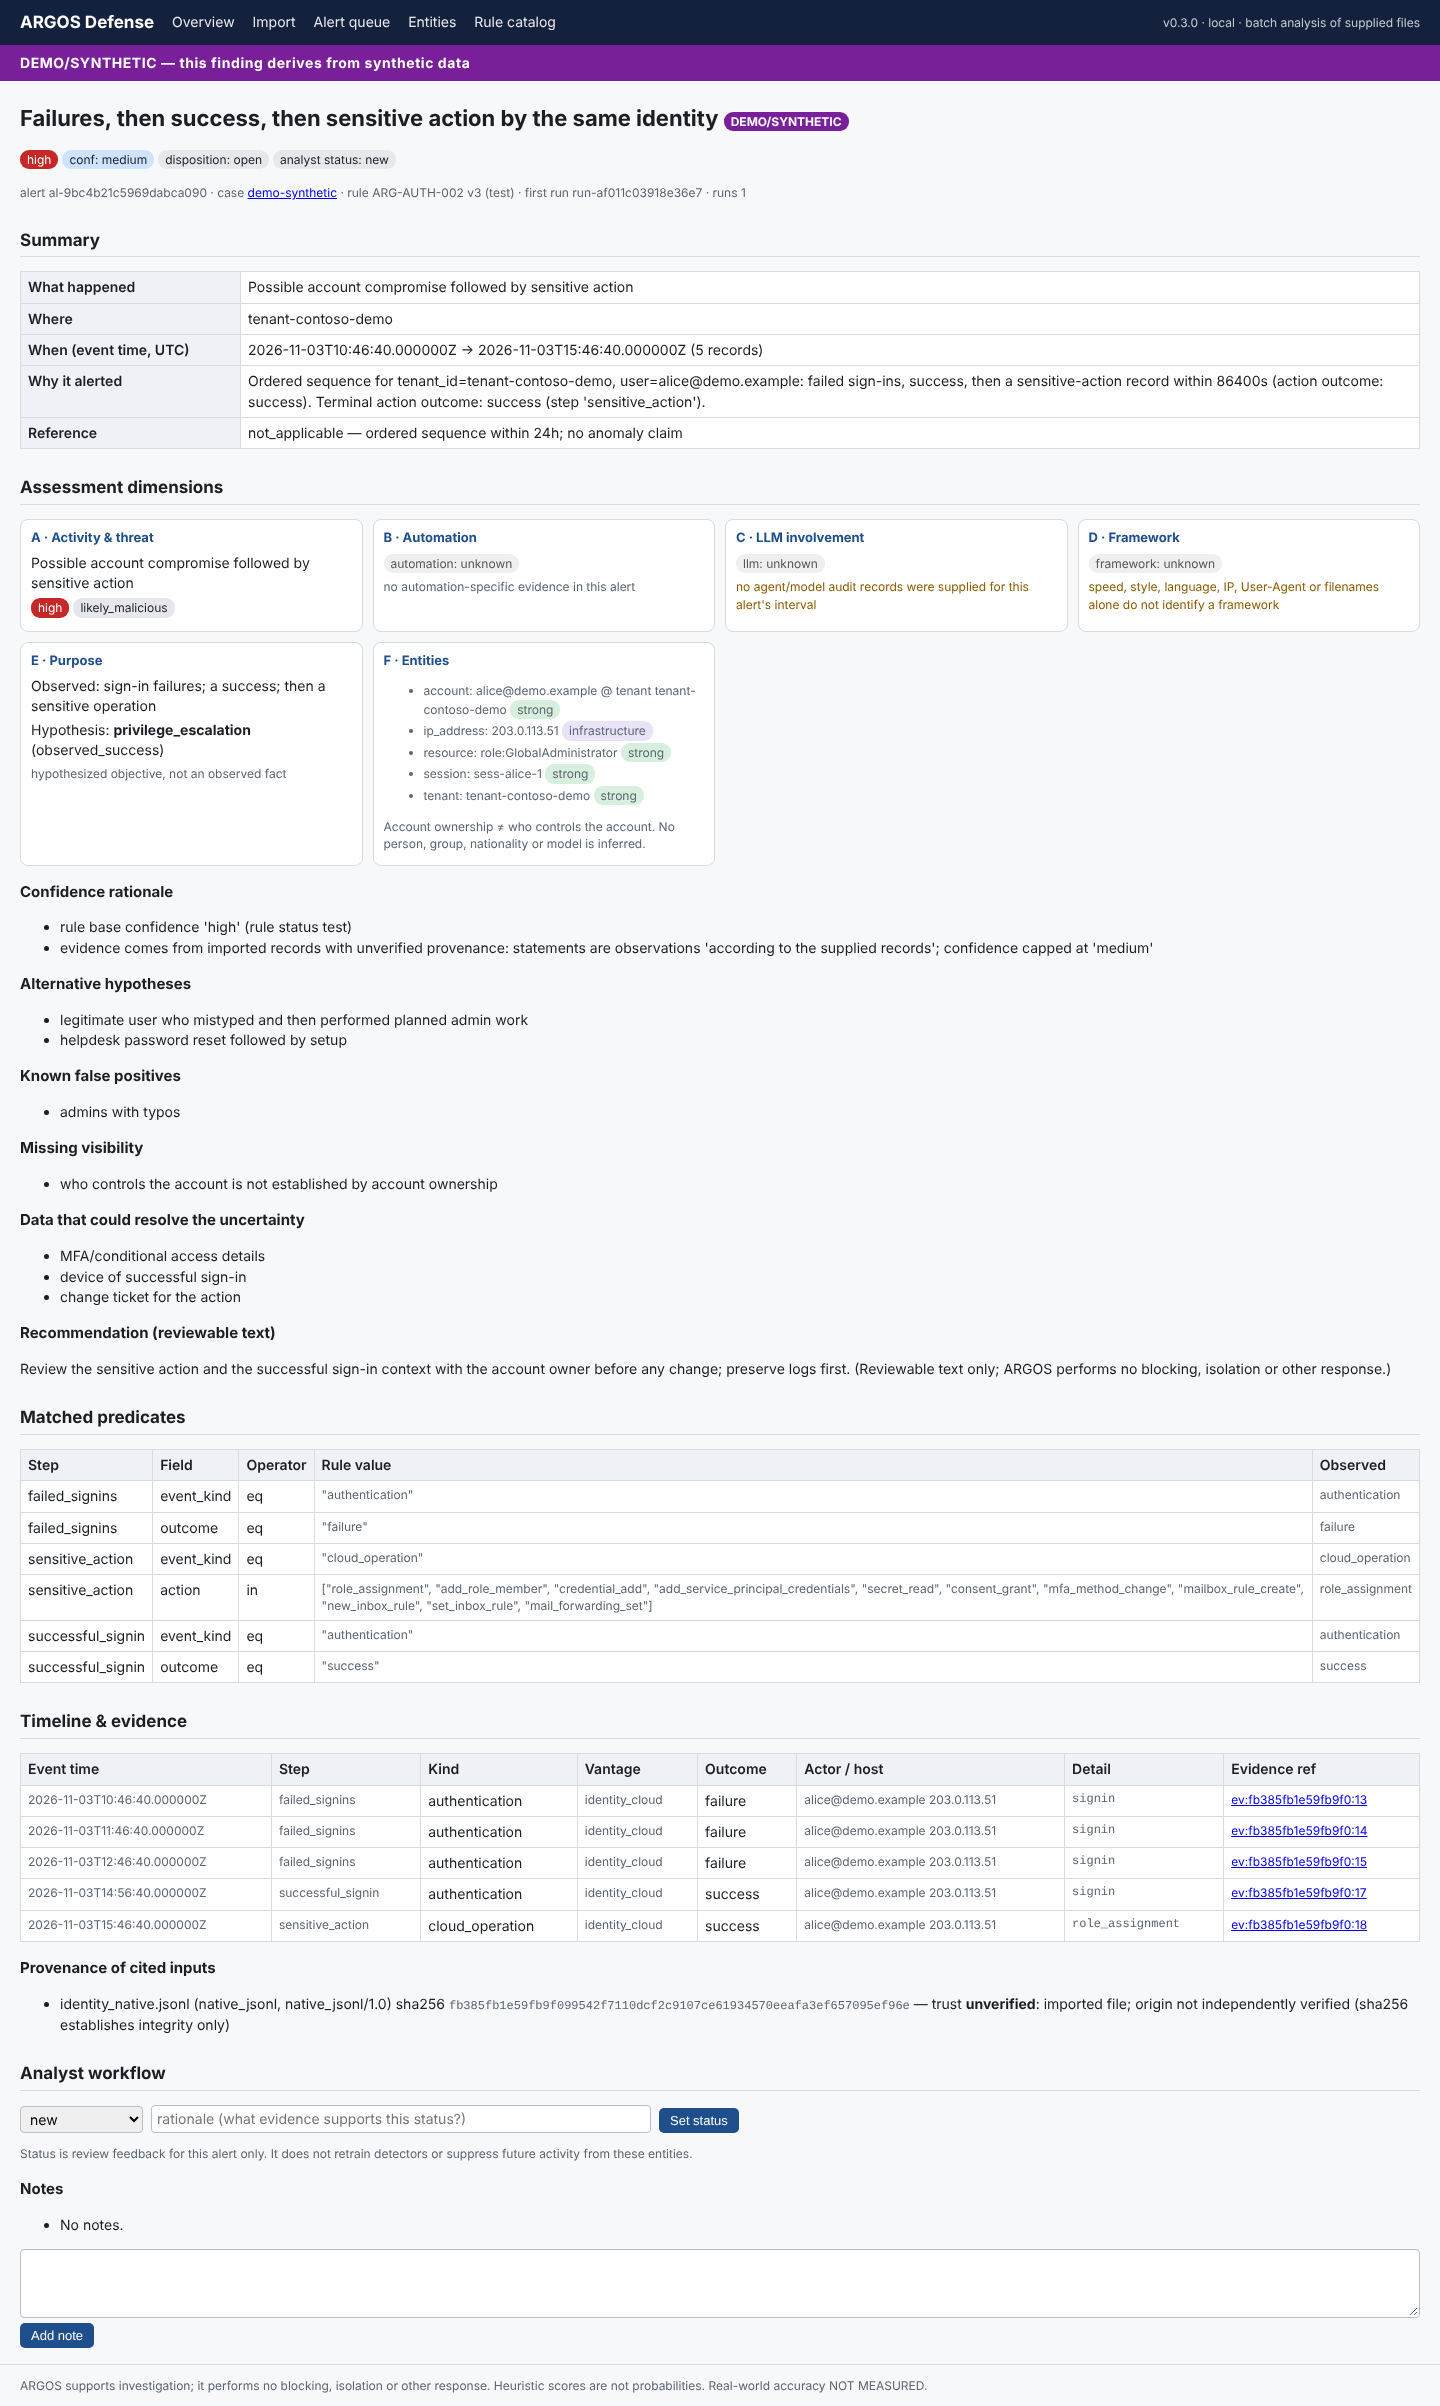 ARGOS Defense Overview Import Alert queue Entities Rule catalog v0.3.0 · local · batch analysis of supplied files
DEMO/SYNTHETIC — this finding derives from synthetic data
Failures, then success, then sensitive action by the same identity DEMO/SYNTHETIC
high conf: medium disposition: open analyst status: new
alert al-9bc4b21c5969dabca090 · case demo-synthetic · rule ARG-AUTH-002 v3 (test) · first run run-af011c03918e36e7 · runs 1
Summary
What happened Possible account compromise followed by sensitive action
Where tenant-contoso-demo
When (event time, UTC) 2026-11-03T10:46:40.000000Z → 2026-11-03T15:46:40.000000Z (5 records)
Why it alerted Ordered sequence for tenant_id=tenant-contoso-demo, user=alice@demo.example: failed sign-ins, success, then a sensitive-action record within 86400s (action outcome:
success). Terminal action outcome: success (step 'sensitive_action').
Reference not_applicable — ordered sequence within 24h; no anomaly claim
Assessment dimensions
A · Activity & threat
Possible account compromise followed by
sensitive action
high likely_malicious
B · Automation
automation: unknown
no automation-specific evidence in this alert
C · LLM involvement
llm: unknown
no agent/model audit records were supplied for this
alert's interval
D · Framework
framework: unknown
speed, style, language, IP, User-Agent or filenames
alone do not identify a framework
E · Purpose
Observed: sign-in failures; a success; then a
sensitive operation
Hypothesis: privilege_escalation
(observed_success)
hypothesized objective, not an observed fact
F · Entities
• account: alice@demo.example @ tenant tenant-
contoso-demo strong
• ip_address: 203.0.113.51 infrastructure
• resource: role:GlobalAdministrator strong
• session: sess-alice-1 strong
• tenant: tenant-contoso-demo strong
Account ownership ≠ who controls the account. No
person, group, nationality or model is inferred.
Confidence rationale
• rule base confidence 'high' (rule status test)
• evidence comes from imported records with unverified provenance: statements are observations 'according to the supplied records'; confidence capped at 'medium'
Alternative hypotheses
• legitimate user who mistyped and then performed planned admin work
• helpdesk password reset followed by setup
Known false positives
• admins with typos
Missing visibility
• who controls the account is not established by account ownership
Data that could resolve the uncertainty
• MFA/conditional access details
• device of successful sign-in
• change ticket for the action
Recommendation (reviewable text)
Review the sensitive action and the successful sign-in context with the account owner before any change; preserve logs first. (Reviewable text only; ARGOS performs no blocking, isolation or other response.)
Matched predicates
Step Field Operator Rule value Observed
failed_signins event_kind eq "authentication" authentication
failed_signins outcome eq "failure" failure
sensitive_action event_kind eq "cloud_operation" cloud_operation
sensitive_action action in ["role_assignment", "add_role_member", "credential_add", "add_service_principal_credentials", "secret_read", "consent_grant", "mfa_method_change", "mailbox_rule_create", role_assignment
"new_inbox_rule", "set_inbox_rule", "mail_forwarding_set"]
successful_signin event_kind eq "authentication" authentication
successful_signin outcome eq "success" success
Timeline & evidence
Event time Step Kind Vantage Outcome Actor / host Detail Evidence ref
2026-11-03T10:46:40.000000Z failed_signins authentication identity_cloud failure alice@demo.example 203.0.113.51 signin ev:fb385fb1e59fb9f0:13
2026-11-03T11:46:40.000000Z failed_signins authentication identity_cloud failure alice@demo.example 203.0.113.51 signin ev:fb385fb1e59fb9f0:14
2026-11-03T12:46:40.000000Z failed_signins authentication identity_cloud failure alice@demo.example 203.0.113.51 signin ev:fb385fb1e59fb9f0:15
2026-11-03T14:56:40.000000Z successful_signin authentication identity_cloud success alice@demo.example 203.0.113.51 signin ev:fb385fb1e59fb9f0:17
2026-11-03T15:46:40.000000Z sensitive_action cloud_operation identity_cloud success alice@demo.example 203.0.113.51 role_assignment ev:fb385fb1e59fb9f0:18
Provenance of cited inputs
• identity_native.jsonl (native_jsonl, native_jsonl/1.0) sha256 fb385fb1e59fb9f099542f7110dcf2c9107ce61934570eeafa3ef657095ef96e — trust unverified: imported file; origin not independently verified (sha256
establishes integrity only)
Analyst workflow
new rationale (what evidence supports this status?) Set status
Status is review feedback for this alert only. It does not retrain detectors or suppress future activity from these entities.
Notes
• No notes.
Add note
ARGOS supports investigation; it performs no blocking, isolation or other response. Heuristic scores are not probabilities. Real-world accuracy NOT MEASURED.